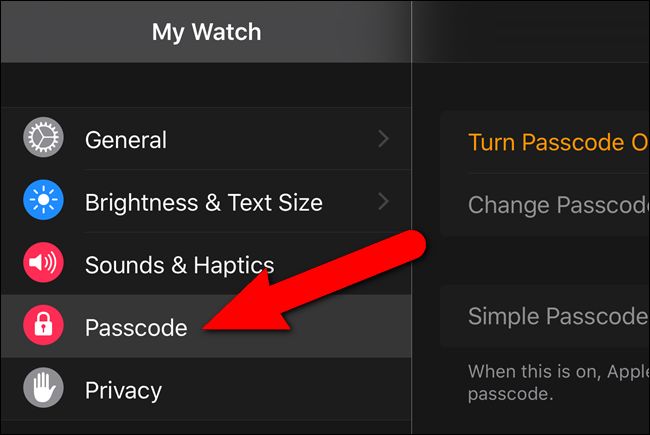 My Watch
General
Brightness & Text Size
Sounds & Haptics
Passcode
Privacy
Turn Passcode O
Change Passcode
Simple Passcode
When this is on, Apple
passcode.